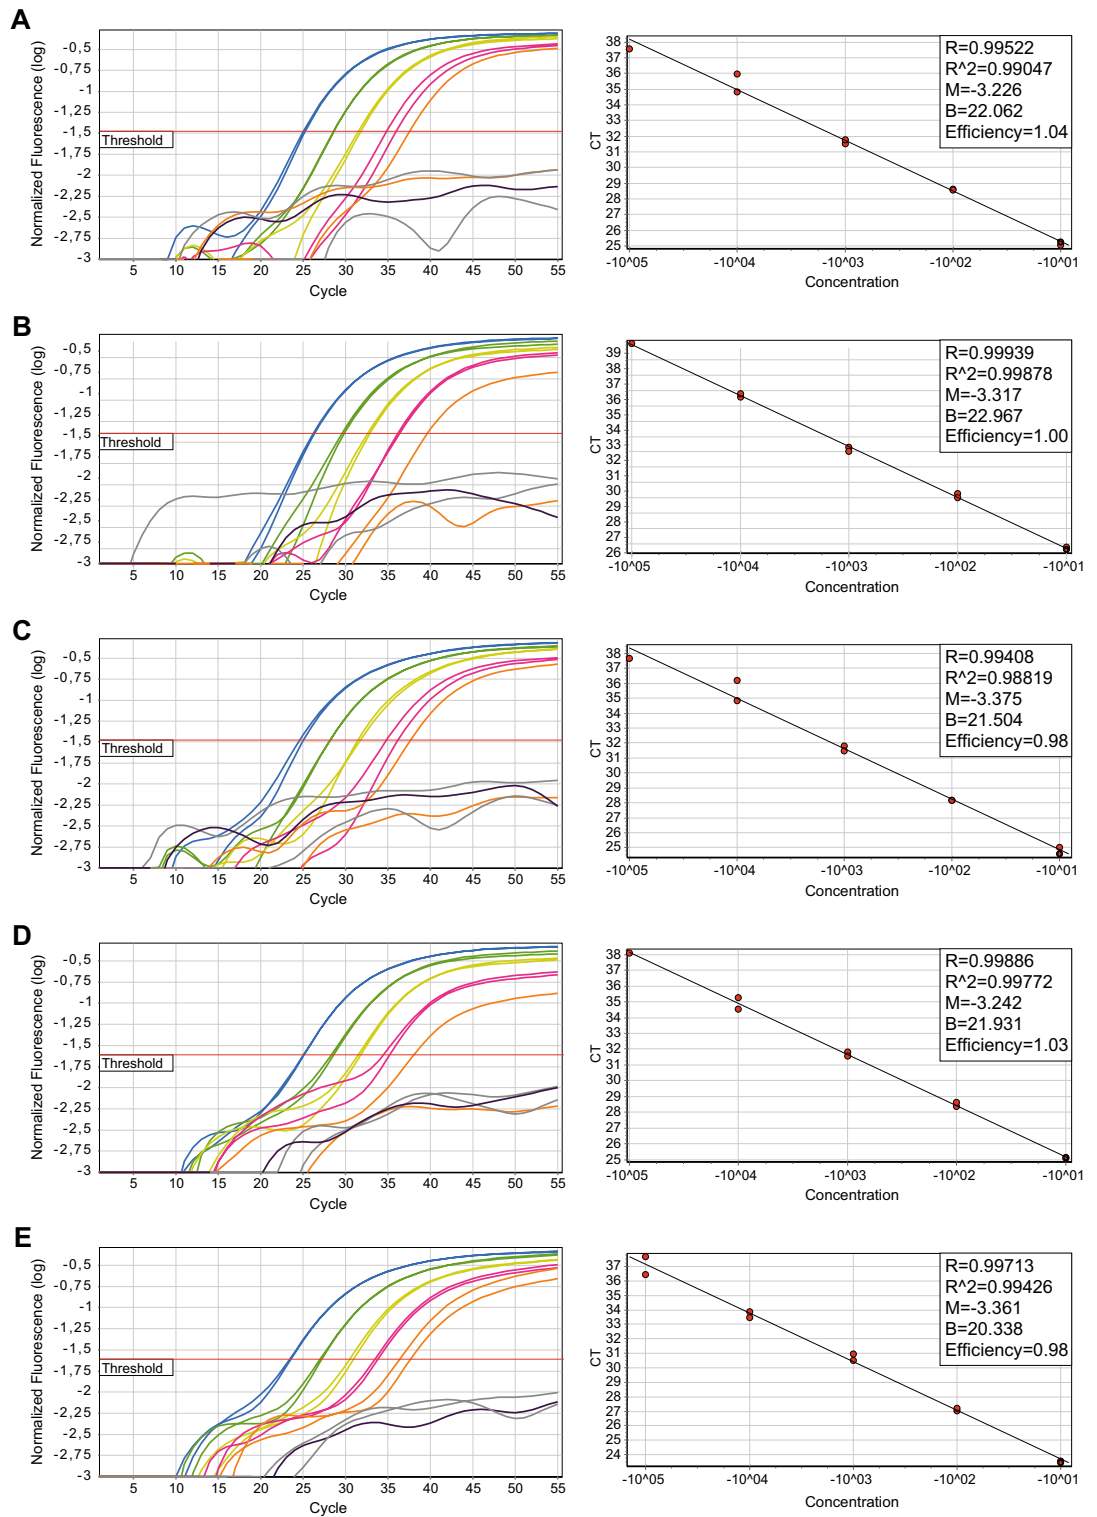 A
Normalized Fluorescence (log)
-0,5
-0,75
-1
-1,25
-1,5
Threshold
-1,75
-2
-2,25
-2,5
-2,75
-3
5 10 15 20 25 30 35 40 45 50 55
Cycle
CT
38
37
36
35
33
32
31
30
29
28
27
26
25
R=0.99522
R^2=0.99047
M=-3.226
B=22.062
Efficiency=1.04
-10^05 -10^04 -10^03 -10^02 -10^01
Concentration
B
Normalized Fluorescence (log)
-0,5
-0,75
-1
-1,25
-1,5
Threshold
-1,75
-2
-2,25
-2,5
-2,75
-3
5 10 15 20 25 30 35 40 45 50 55
Cycle
CT
39
37
36
35
33
32
31
30
29
28
27
26
R=0.99939
R^2=0.99878
M=-3.317
B=22.967
Efficiency=1.00
-10^05 -10^04 -10^03 -10^02 -10^01
Concentration
C
Normalized Fluorescence (log)
-0,5
-0,75
-1
-1,25
-1,5
Threshold
-1,75
-2
-2,25
-2,5
-2,75
-3
5 10 15 20 25 30 35 40 45 50 55
Cycle
CT
38
37
36
35
33
32
31
30
29
28
27
26
25
R=0.99408
R^2=0.98819
M=-3.375
B=21.504
Efficiency=0.98
-10^05 -10^04 -10^03 -10^02 -10^01
Concentration
D
Normalized Fluorescence (log)
-0,5
-0,75
-1
-1,25
-1,5
Threshold
-1,75
-2
-2,25
-2,5
-2,75
-3
5 10 15 20 25 30 35 40 45 50 55
Cycle
CT
38
37
36
35
33
32
31
30
29
28
27
26
25
R=0.99886
R^2=0.99772
M=-3.242
B=21.931
Efficiency=1.03
-10^05 -10^04 -10^03 -10^02 -10^01
Concentration
E
Normalized Fluorescence (log)
-0,5
-0,75
-1
-1,25
-1,5
Threshold
-1,75
-2
-2,25
-2,5
-2,75
-3
5 10 15 20 25 30 35 40 45 50 55
Cycle
CT
37
36
35
34
33
31
30
29
28
27
26
24
R=0.99713
R^2=0.99426
M=-3.361
B=20.338
Efficiency=0.98
-10^05 -10^04 -10^03 -10^02 -10^01
Concentration